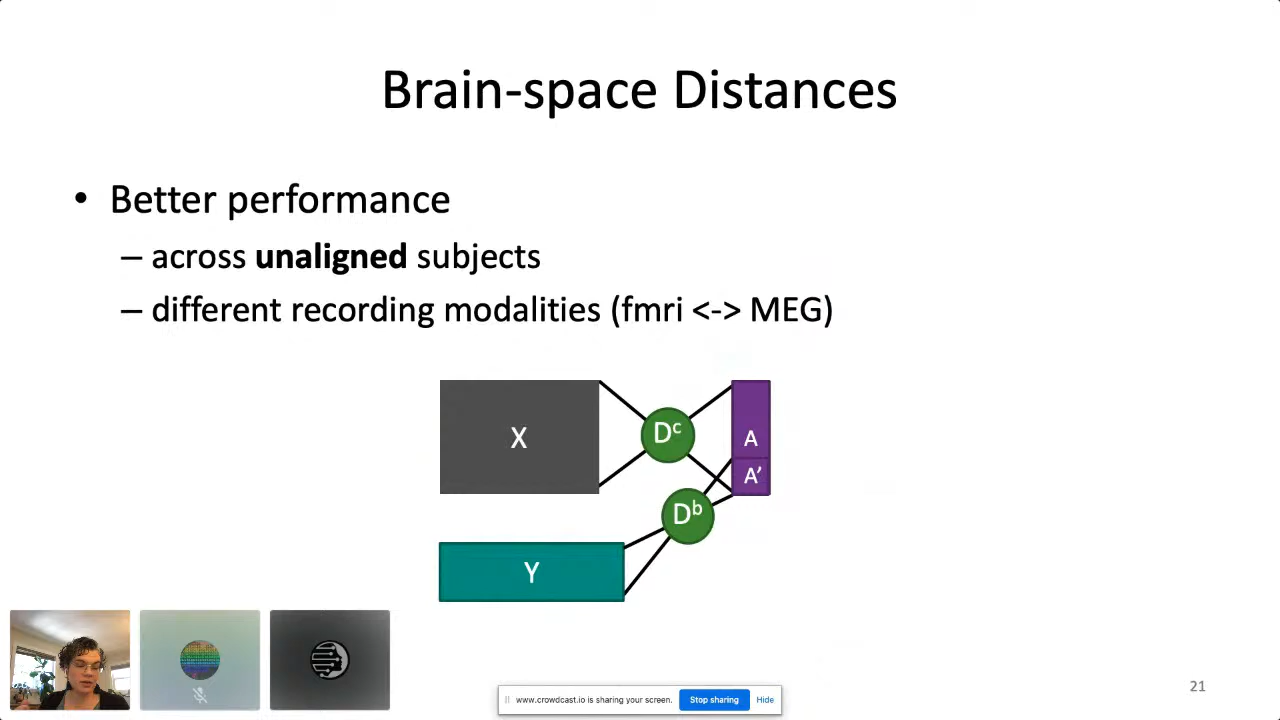 Brain-space Distances
• Better performance
– across unaligned subjects
– different recording modalities (fmri <-> MEG)
X
Dᶜ
A
A’
Dᵇ
Y
www.crowdcast.io is sharing your screen.
Stop sharing
Hide
21